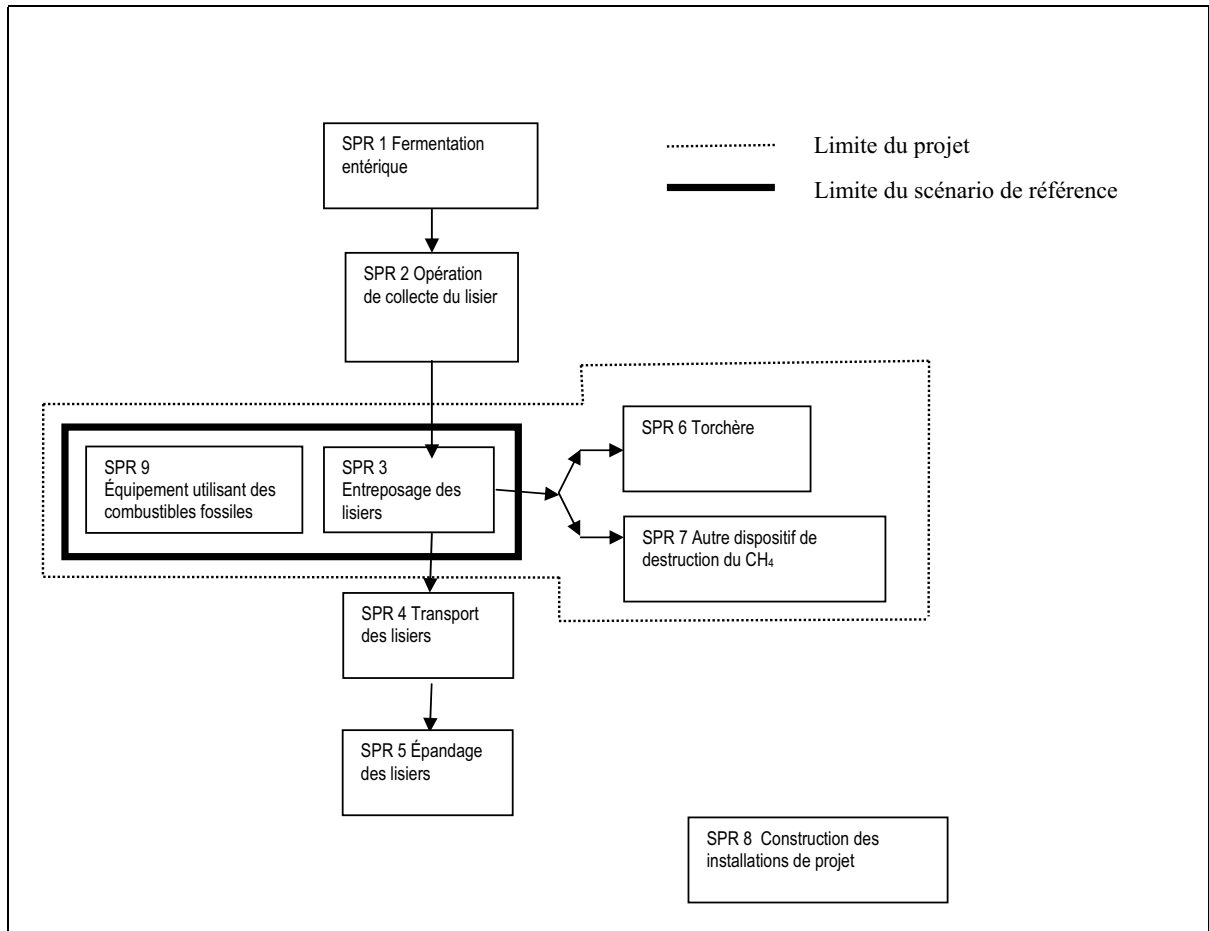 SPR 1 Fermentation
entérique
Limite du projet
Limite du scénario de référence
SPR 2 Opération
de collecte du lisier
SPR 9
Équipement utilisant des
combustibles fossiles
SPR 3
Entreposage des
lisiers
SPR 6 Torchère
SPR 7 Autre dispositif de
destruction du CH₄
SPR 4 Transport
des lisiers
SPR 5 Épandage
des lisiers
SPR 8 Construction des
installations de projet